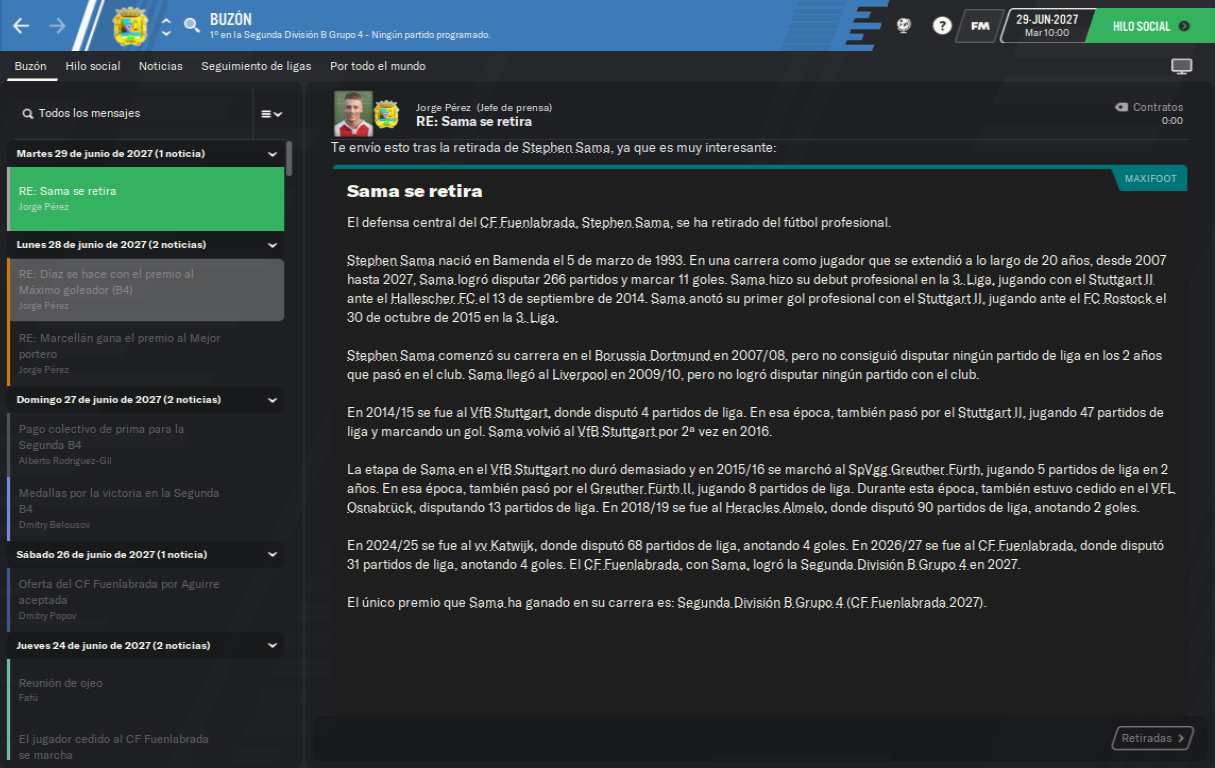 BUZÓN
1º en la Segunda División B Grupo 4 - Ningún partido programado.
?
FM
29-JUN-2027
Mar 10:00
HILO SOCIAL
Buzón
Hilo social
Noticias
Seguimiento de ligas
Por todo el mundo
Todos los mensajes
Martes 29 de junio de 2027 (1 noticia)
RE: Sama se retira
Jorge Pérez
Lunes 28 de junio de 2027 (2 noticias)
RE: Díaz se hace con el premio al
Máximo goleador (B4)
Jorge Pérez
RE: Marcellán gana el premio al Mejor
portero
Jorge Pérez
Domingo 27 de junio de 2027 (2 noticias)
Pago colectivo de prima para la
Segunda B4
Alberto Rodríguez-Gil
Medallas por la victoria en la Segunda
B4
Dmitry Belousov
Sábado 26 de junio de 2027 (1 noticia)
Oferta del CF Fuenlabrada por Aguirre
aceptada
Dmitry Popov
Jueves 24 de junio de 2027 (2 noticias)
Reunión de ojeo
Fafú
El jugador cedido al CF Fuenlabrada
se marcha
Jorge Pérez (Jefe de prensa)
RE: Sama se retira
Contratos
0:00
Te envío esto tras la retirada de Stephen Sama, ya que es muy interesante:
MAXIFOOT
Sama se retira
El defensa central del CF Fuenlabrada, Stephen Sama, se ha retirado del fútbol profesional.
Stephen Sama nació en Bamenda el 5 de marzo de 1993. En una carrera como jugador que se extendió a lo largo de 20 años, desde 2007
hasta 2027, Sama logró disputar 266 partidos y marcar 11 goles. Sama hizo su debut profesional en la 3. Liga, jugando con el Stuttgart II
ante el Hallescher FC el 13 de septiembre de 2014. Sama anotó su primer gol profesional con el Stuttgart II, jugando ante el FC Rostock el
30 de octubre de 2015 en la 3. Liga.
Stephen Sama comenzó su carrera en el Borussia Dortmund en 2007/08, pero no consiguió disputar ningún partido de liga en los 2 años
que pasó en el club. Sama llegó al Liverpool en 2009/10, pero no logró disputar ningún partido con el club.
En 2014/15 se fue al VfB Stuttgart, donde disputó 4 partidos de liga. En esa época, también pasó por el Stuttgart II, jugando 47 partidos de
liga y marcando un gol. Sama volvió al VfB Stuttgart por 2ª vez en 2016.
La etapa de Sama en el VfB Stuttgart no duró demasiado y en 2015/16 se marchó al SpVgg Greuther Fürth, jugando 5 partidos de liga en 2
años. En esa época, también pasó por el Greuther Fürth II, jugando 8 partidos de liga. Durante esta época, también estuvo cedido en el VFL
Osnabrück, disputando 13 partidos de liga. En 2018/19 se fue al Heracles Almelo, donde disputó 90 partidos de liga, anotando 2 goles.
En 2024/25 se fue al vv Katwijk, donde disputó 68 partidos de liga, anotando 4 goles. En 2026/27 se fue al CF Fuenlabrada, donde disputó
31 partidos de liga, anotando 4 goles. El CF Fuenlabrada, con Sama, logró la Segunda División B Grupo 4 en 2027.
El único premio que Sama ha ganado en su carrera es: Segunda División B Grupo 4 (CF Fuenlabrada 2027).
Retiradas